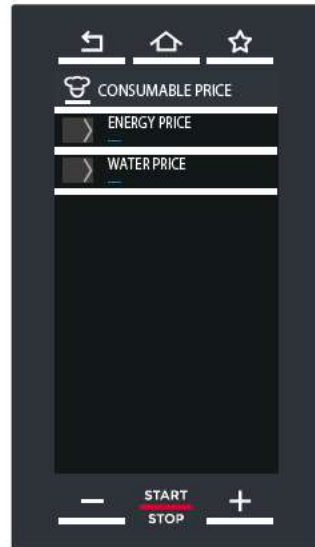 CONSUMABLE PRICE
ENERGY PRICE
WATER PRICE
START
STOP